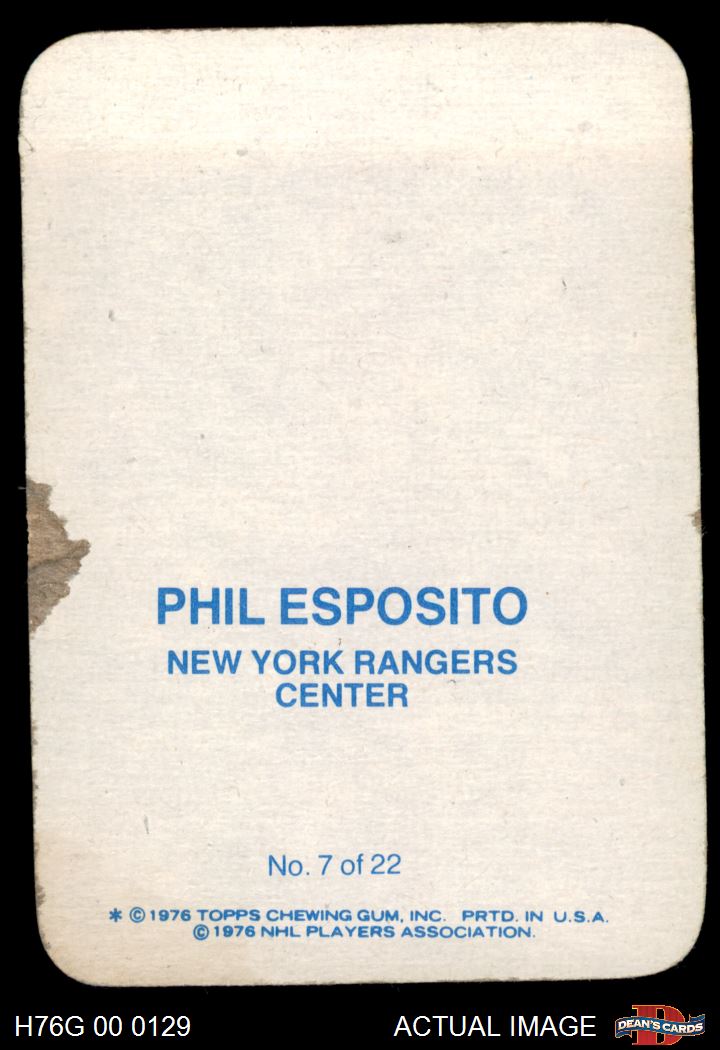 PHIL ESPOSITO
NEW YORK RANGERS
CENTER
No. 7 of 22
* © 1976 TOPPS CHEWING GUM, INC. PRTD. IN U.S.A.
© 1976 NHL PLAYERS ASSOCIATION.
H76G 00 0129
ACTUAL IMAGE
D
DEAN'S CARDS